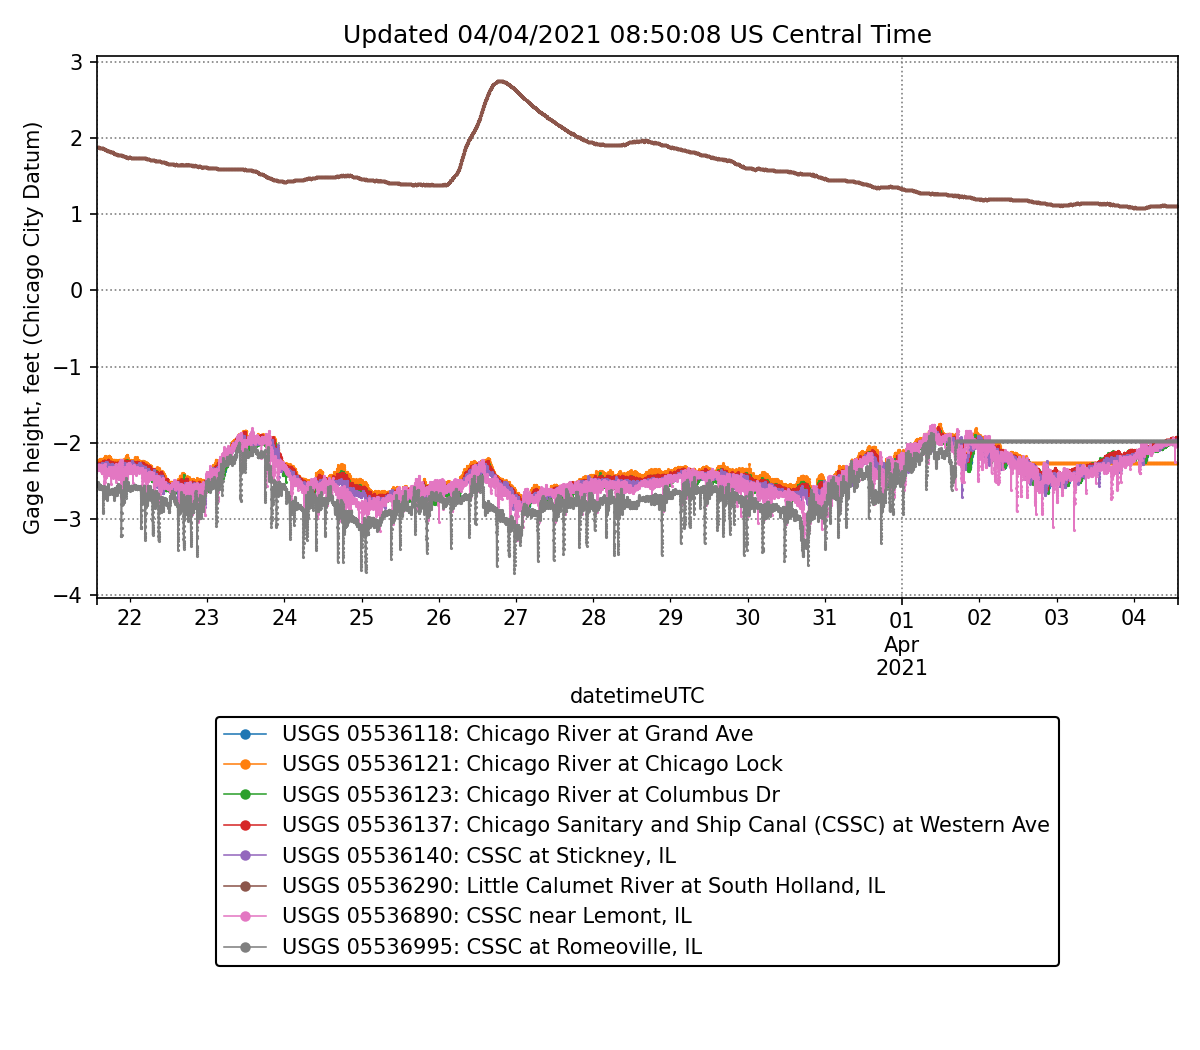 Updated 04/04/2021 08:50:08 US Central Time
Gage height, feet (Chicago City Datum)
3
2
1
0
−1
−2
−3
−4
22 23 24 25 26 27 28 29 30 31 01 02 03 04
Apr
2021
datetimeUTC
USGS 05536118: Chicago River at Grand Ave
USGS 05536121: Chicago River at Chicago Lock
USGS 05536123: Chicago River at Columbus Dr
USGS 05536137: Chicago Sanitary and Ship Canal (CSSC) at Western Ave
USGS 05536140: CSSC at Stickney, IL
USGS 05536290: Little Calumet River at South Holland, IL
USGS 05536890: CSSC near Lemont, IL
USGS 05536995: CSSC at Romeoville, IL